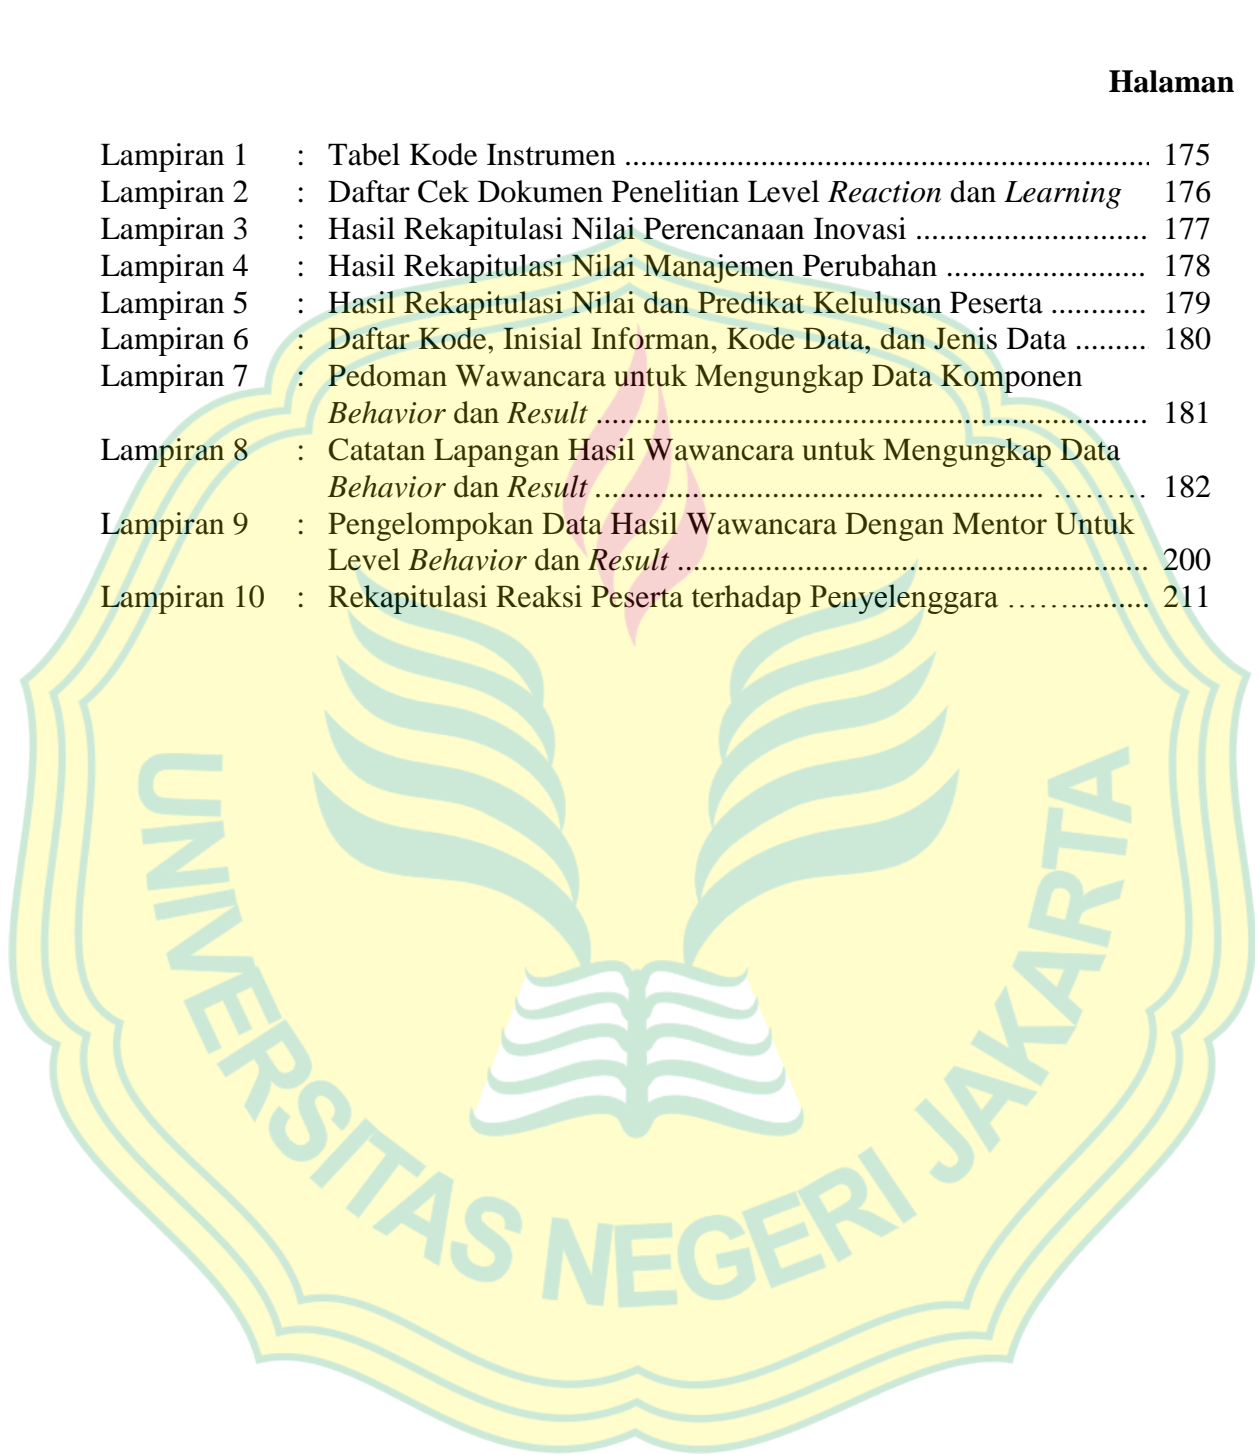 Halaman
Lampiran 1 : Tabel Kode Instrumen .................................................................. 175
Lampiran 2 : Daftar Cek Dokumen Penelitian Level Reaction dan Learning 176
Lampiran 3 : Hasil Rekapitulasi Nilai Perencanaan Inovasi ............................. 177
Lampiran 4 : Hasil Rekapitulasi Nilai Manajemen Perubahan ......................... 178
Lampiran 5 : Hasil Rekapitulasi Nilai dan Predikat Kelulusan Peserta ............ 179
Lampiran 6 : Daftar Kode, Inisial Informan, Kode Data, dan Jenis Data ......... 180
Lampiran 7 : Pedoman Wawancara untuk Mengungkap Data Komponen
Behavior dan Result ..................................................................... 181
Lampiran 8 : Catatan Lapangan Hasil Wawancara untuk Mengungkap Data
Behavior dan Result ........................................................ ……… 182
Lampiran 9 : Pengelompokan Data Hasil Wawancara Dengan Mentor Untuk
Level Behavior dan Result ........................................................... 200
Lampiran 10 : Rekapitulasi Reaksi Peserta terhadap Penyelenggara ……........... 211
UNIVERSITAS NEGERI JAKARTA